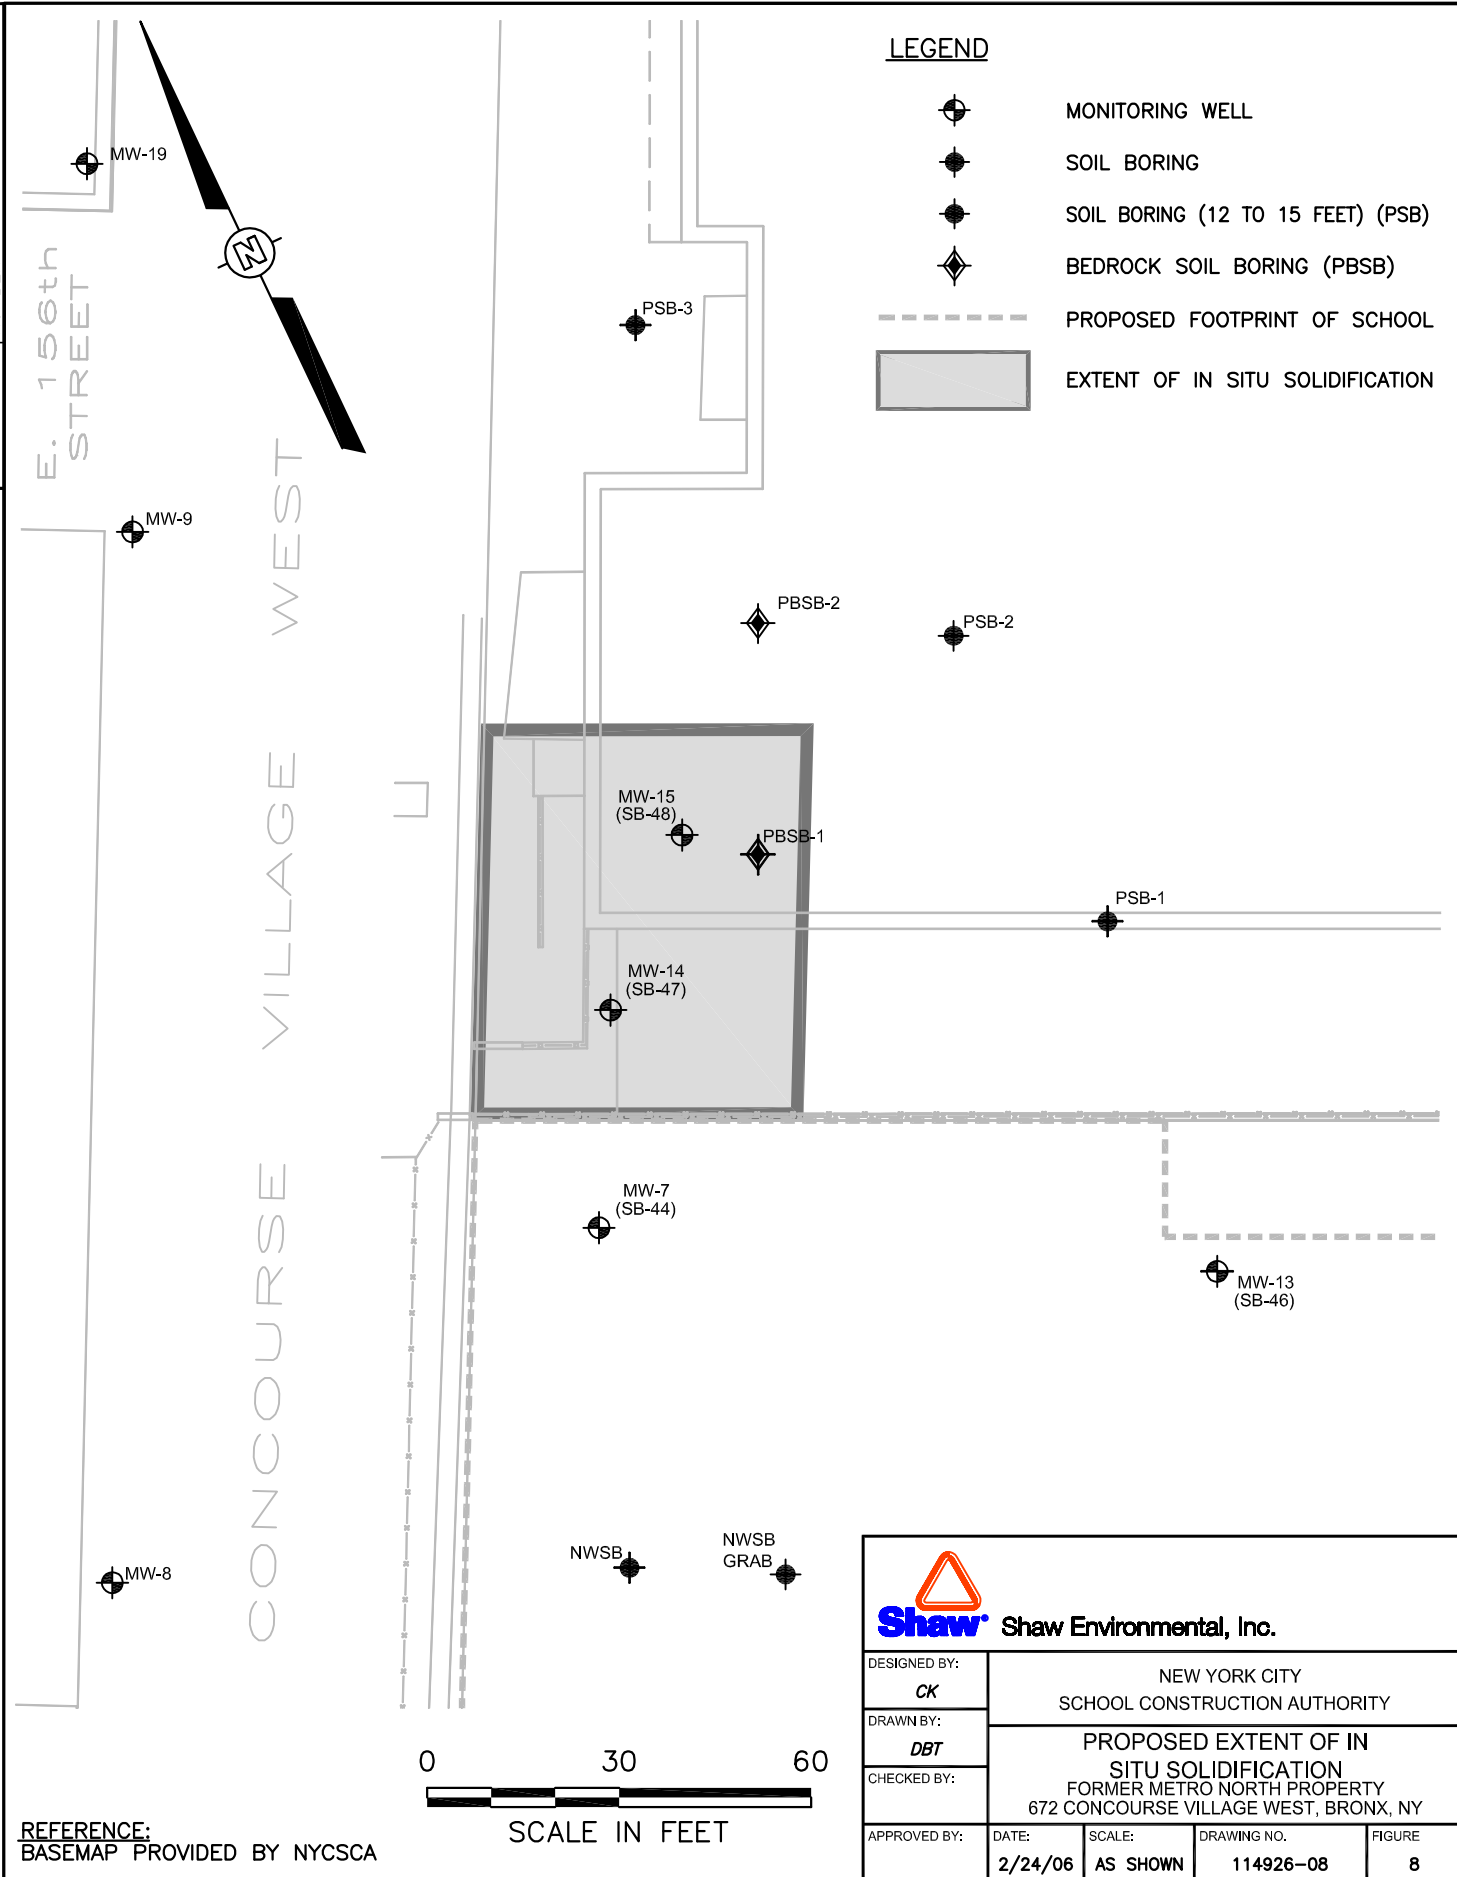 LEGEND
MONITORING WELL
SOIL BORING
SOIL BORING (12 TO 15 FEET) (PSB)
BEDROCK SOIL BORING (PBSB)
PROPOSED FOOTPRINT OF SCHOOL
EXTENT OF IN SITU SOLIDIFICATION
N
MW-19
E. 156th
STREET
PSB-3
MW-9
PBSB-2
PSB-2
MW-15
(SB-48)
PBSB-1
PSB-1
MW-14
(SB-47)
CONCOURSE VILLAGE WEST
MW-7
(SB-44)
MW-13
(SB-46)
NWSB
NWSB
GRAB
MW-8
0 30 60
SCALE IN FEET
REFERENCE:
BASEMAP PROVIDED BY NYCSCA
Shaw® Shaw Environmental, Inc.
DESIGNED BY:
CK
NEW YORK CITY
SCHOOL CONSTRUCTION AUTHORITY
DRAWN BY:
DBT
PROPOSED EXTENT OF IN
SITU SOLIDIFICATION
FORMER METRO NORTH PROPERTY
672 CONCOURSE VILLAGE WEST, BRONX, NY
CHECKED BY:
APPROVED BY:
DATE:
2/24/06
SCALE:
AS SHOWN
DRAWING NO.
114926-08
FIGURE
8